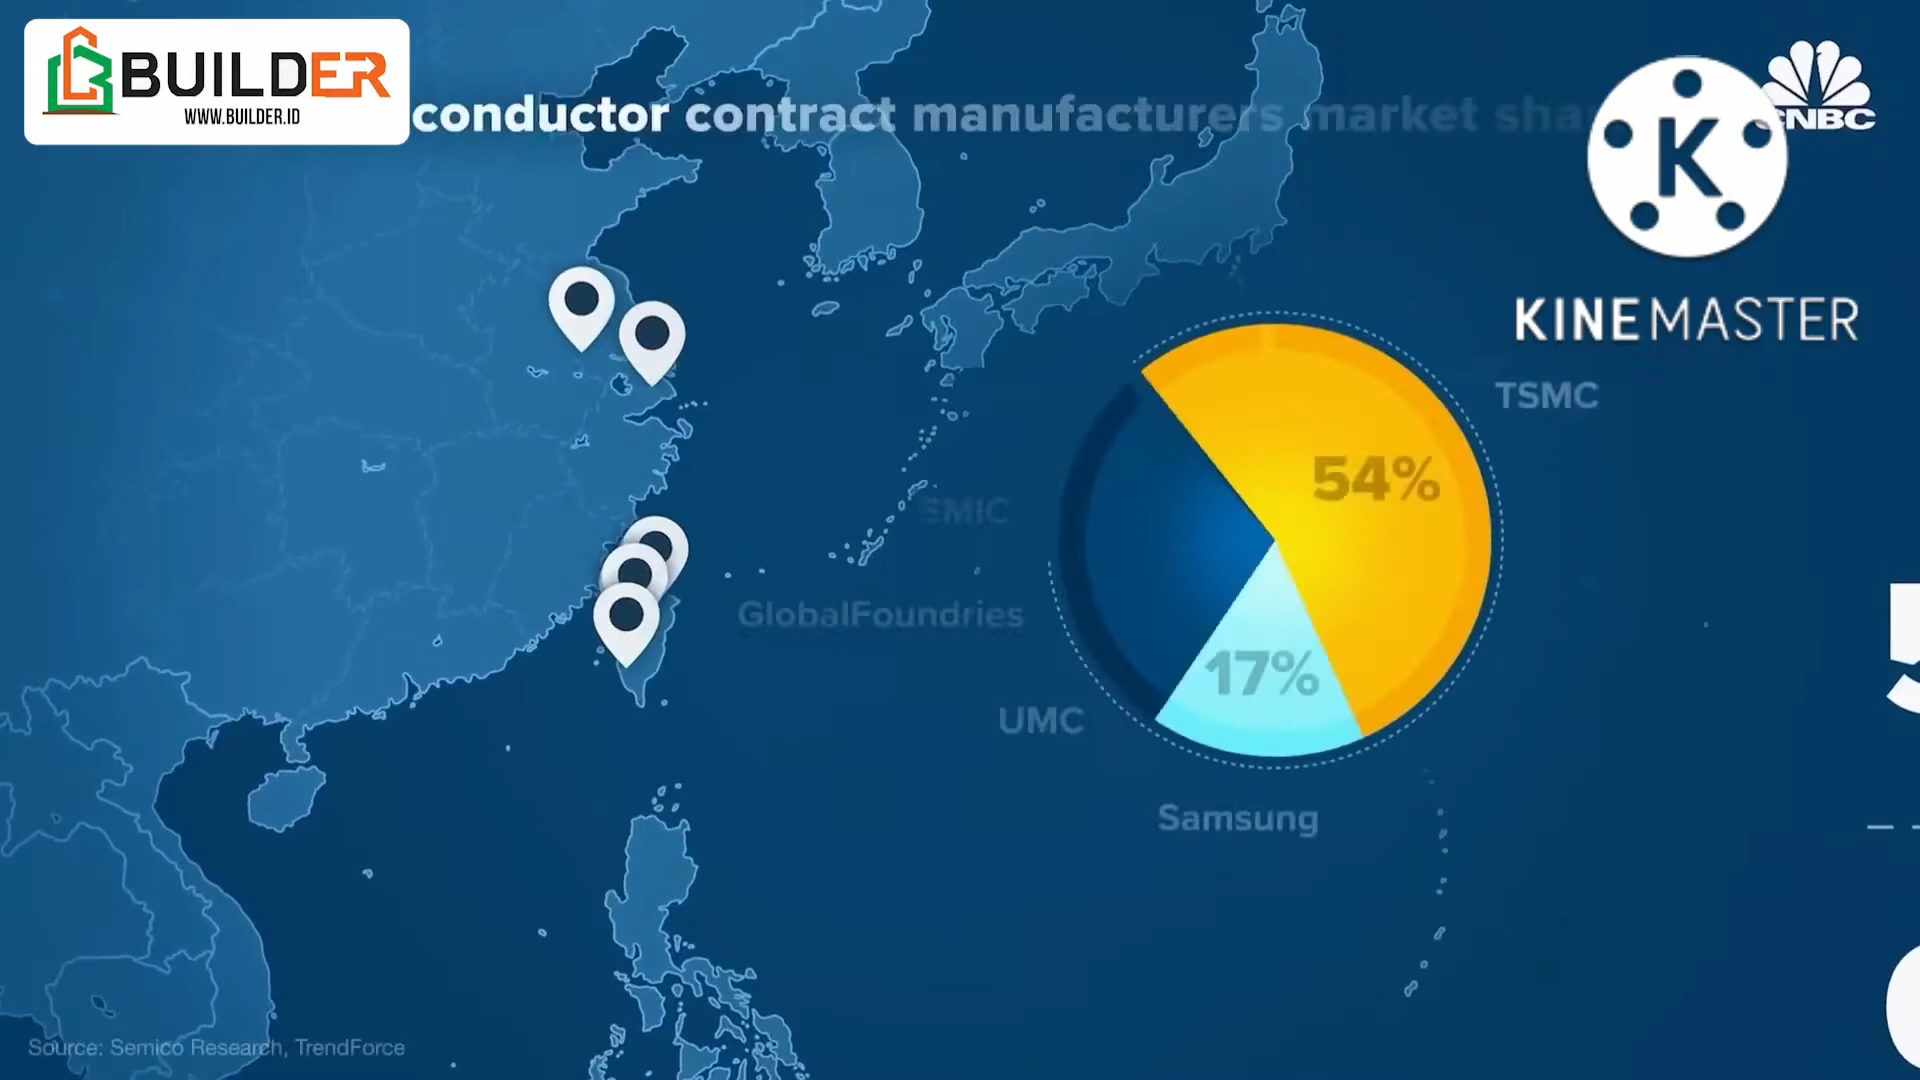 BUILDER
WWW.BUILDER.ID
conductor contract manufacturers market sha
CNBC
K
KINEMASTER
TSMC
54%
SMIC
GlobalFoundries
17%
UMC
Samsung
Source: Semico Research, TrendForce